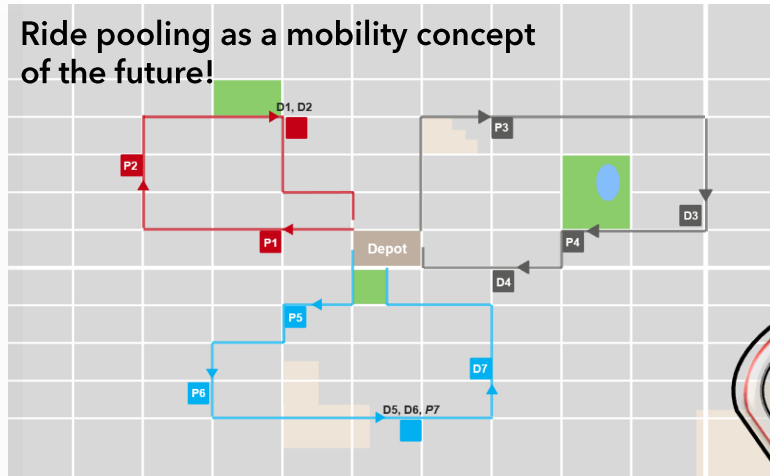 Ride pooling as a mobility concept
of the future!
D1, D2
P3
P2
D3
P1
Depot
P4
D4
P5
D7
P6
D5, D6, P7